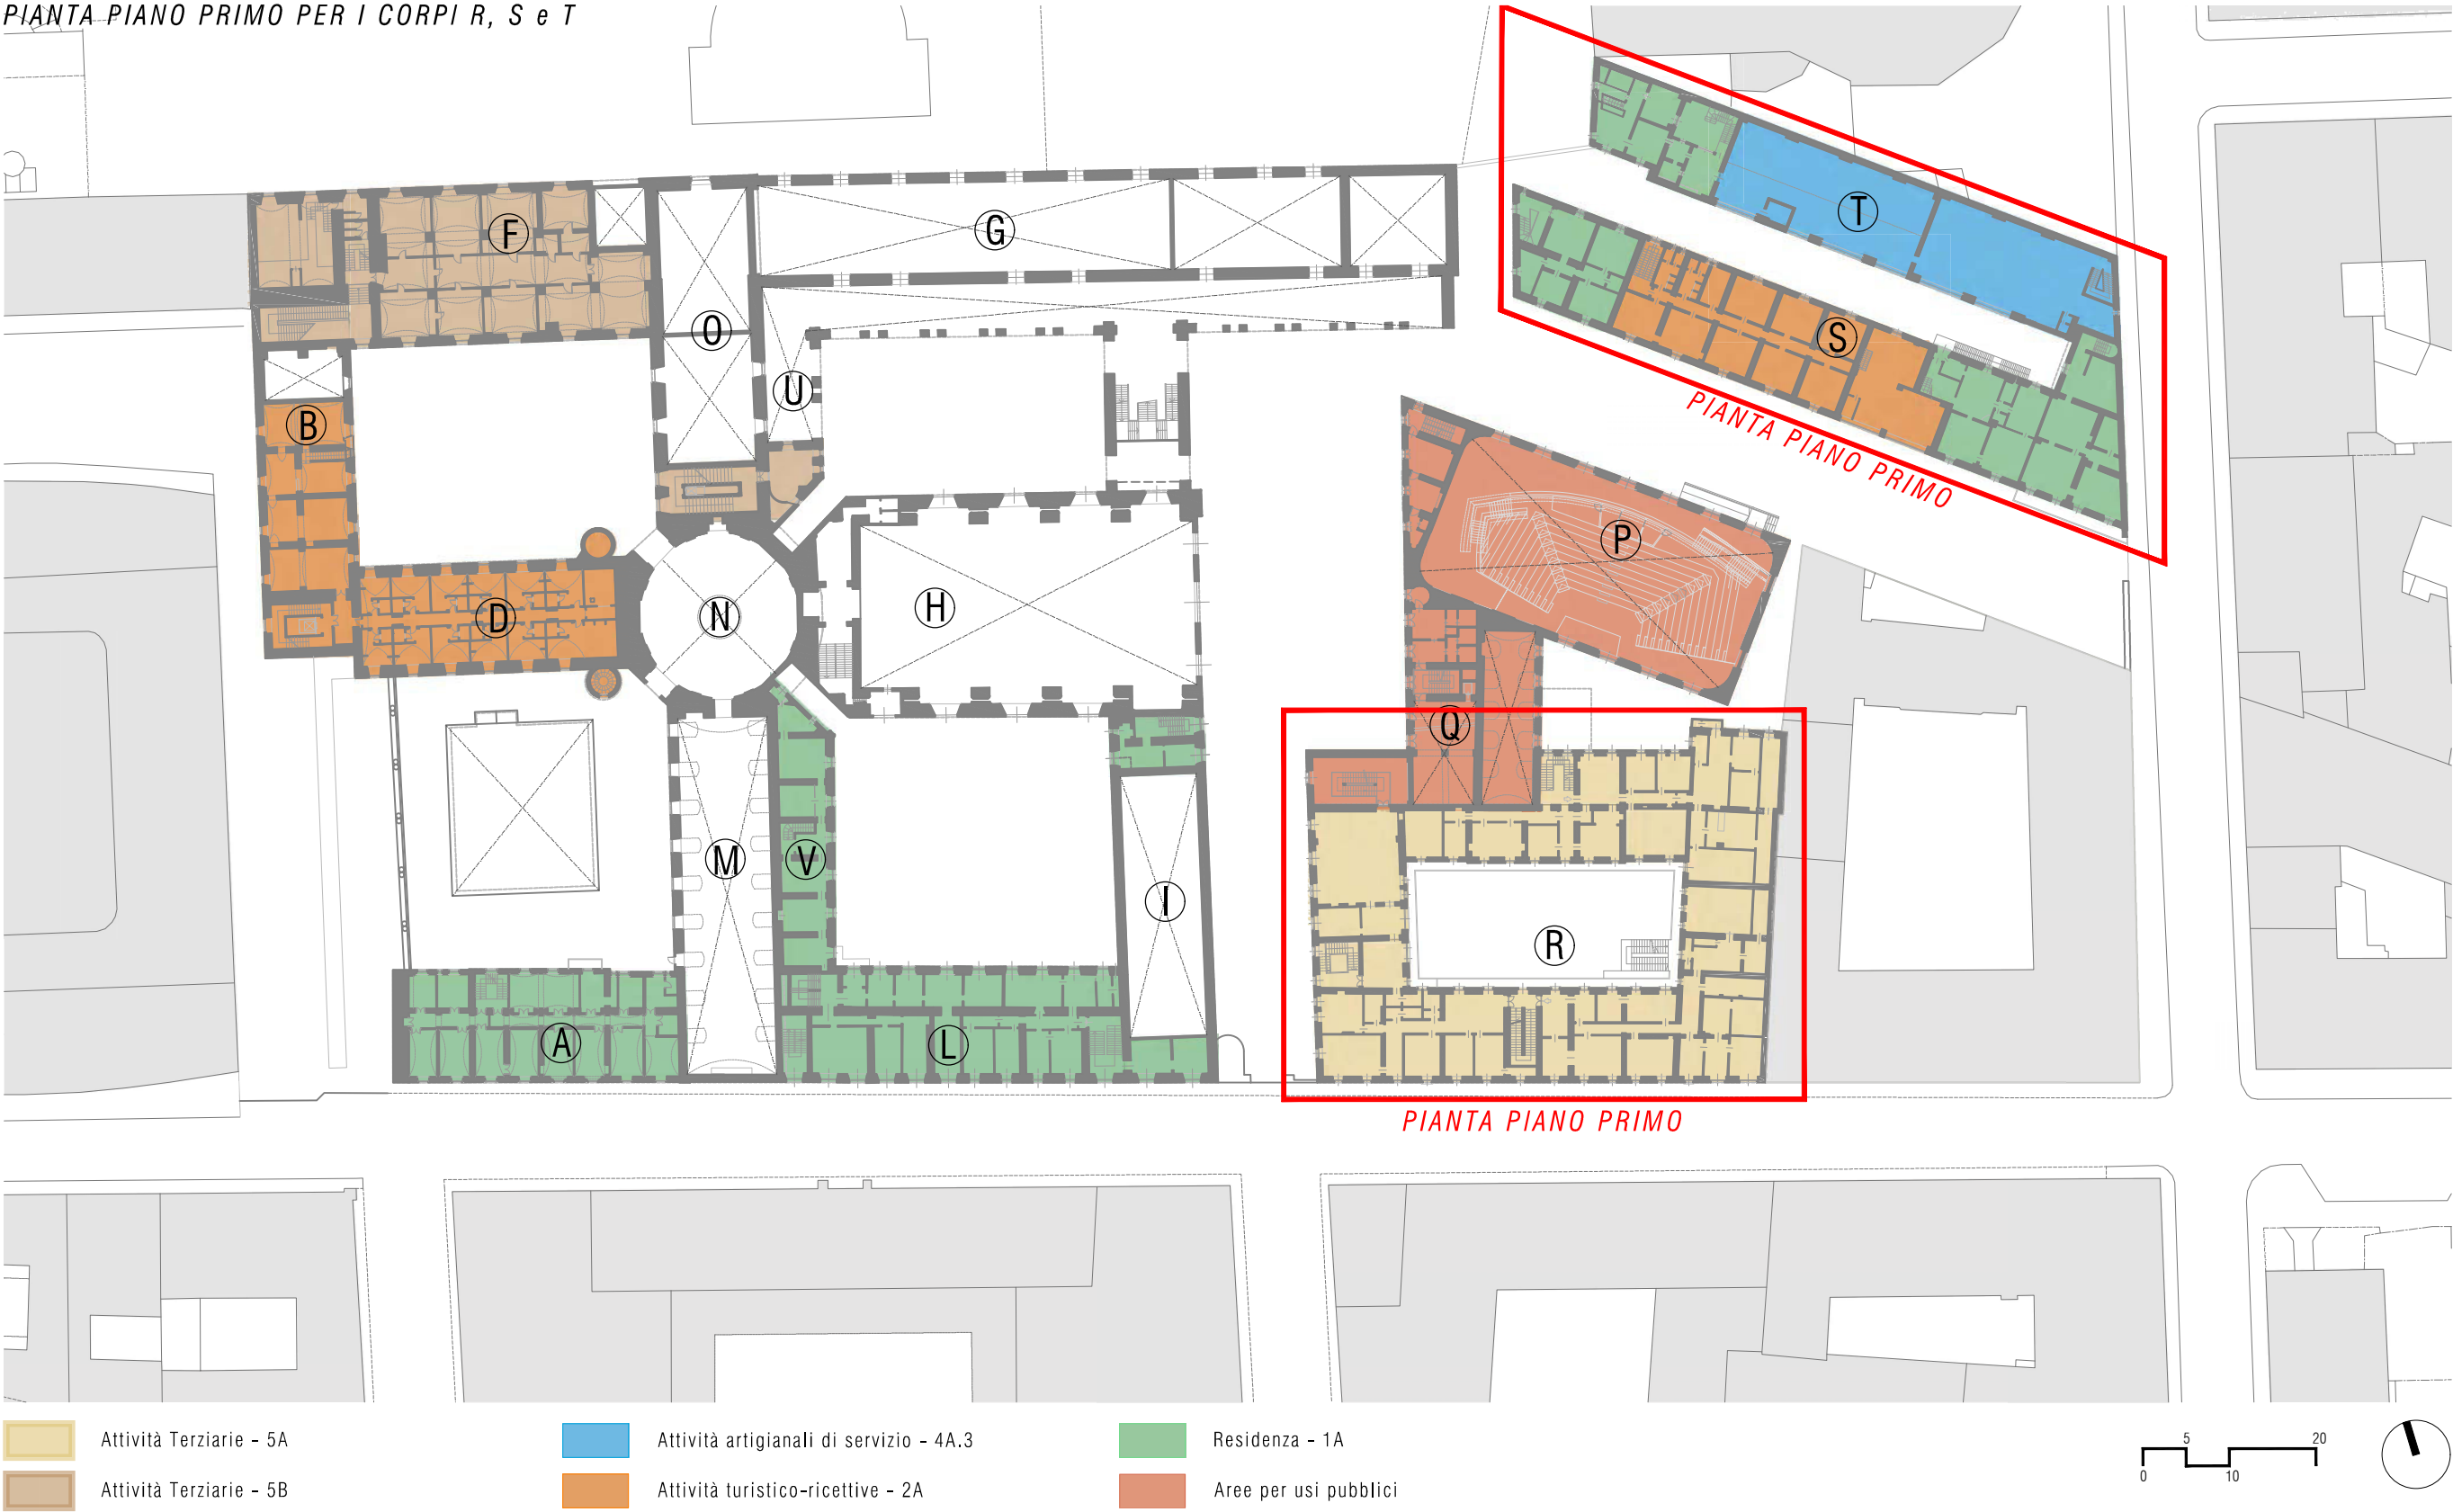 PIANTA PIANO PRIMO PER I CORPI R, S e T
T
F
G
O
S
U
B
PIANTA PIANO PRIMO
P
H
D
N
Q
M
V
I
R
A
L
PIANTA PIANO PRIMO
Attività Terziarie - 5A
Attività artigianali di servizio - 4A.3
Residenza - 1A
5
20
0
10
Attività Terziarie - 5B
Attività turistico-ricettive - 2A
Aree per usi pubblici